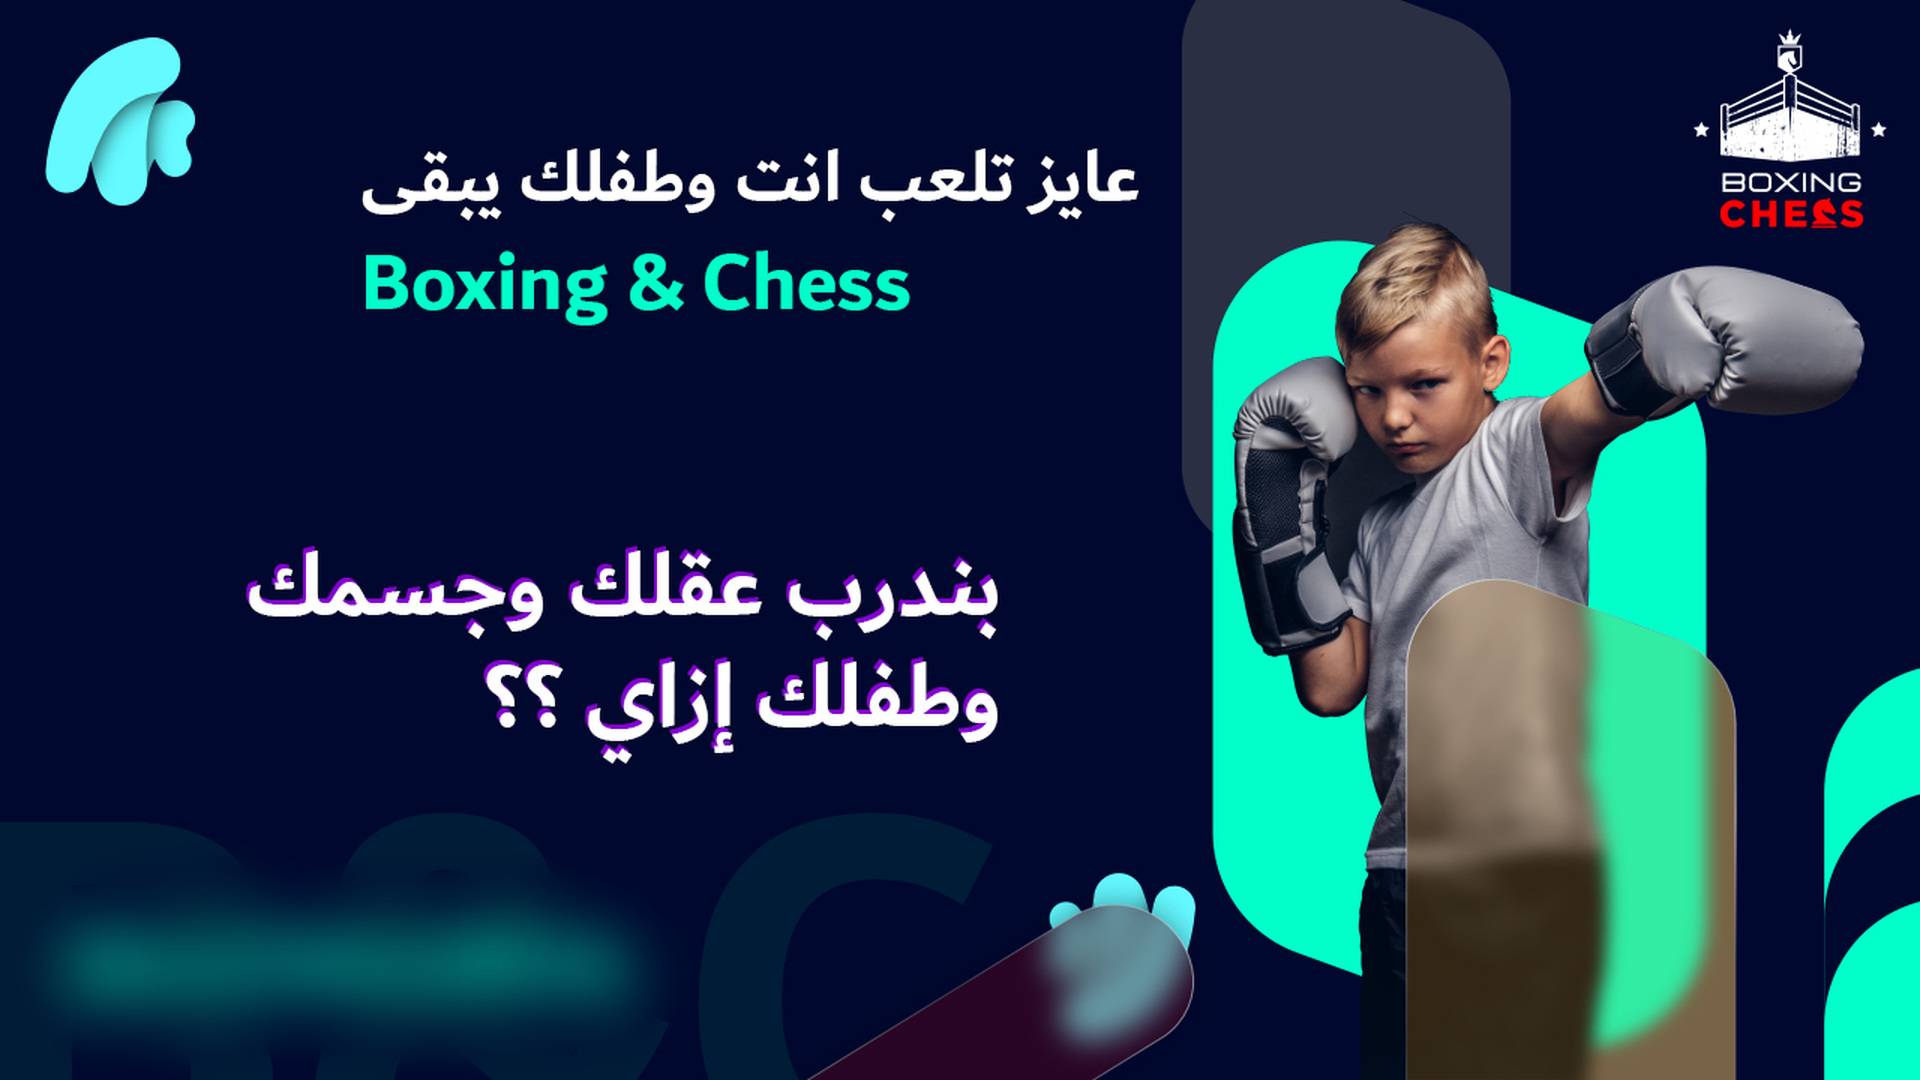 BOXING
CHESS
عايز تلعب انت وطفلك يبقى
Boxing & Chess
بندرب عقلك وجسمك
وطفلك إزاي ؟؟
B&C